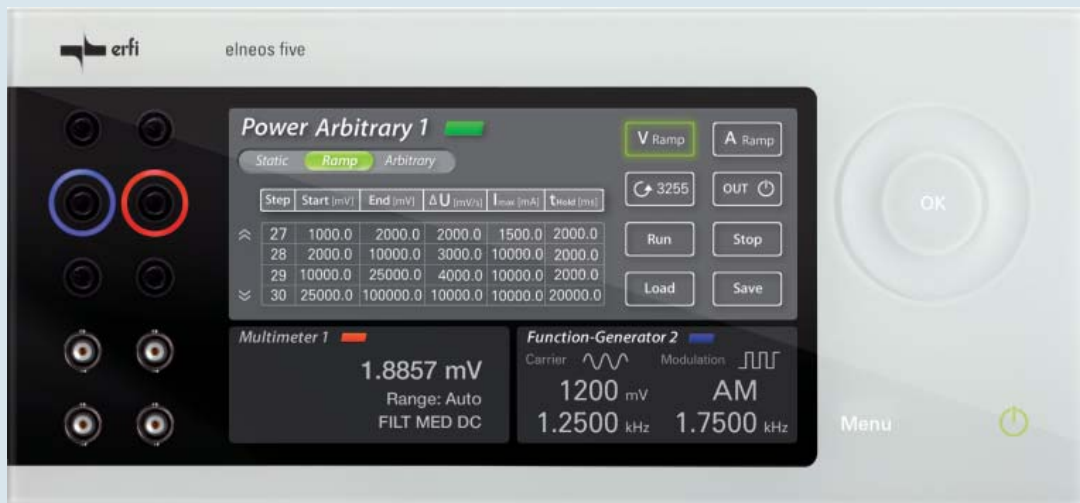 erfi elneos five
Power Arbitrary 1
Static Ramp Arbitrary
V Ramp A Ramp
3255 OUT
Run Stop
Load Save
Step Start [mV] End [mV] ΔU [mV/s] Imax [mA] tHold [ms]
27 1000.0 2000.0 2000.0 1500.0 2000.0
28 2000.0 10000.0 3000.0 10000.0 2000.0
29 10000.0 25000.0 4000.0 10000.0 2000.0
30 25000.0 100000.0 10000.0 10000.0 20000.0
OK
Multimeter 1
1.8857 mV
Range: Auto
FILT MED DC
Function-Generator 2
Carrier Modulation
1200 mV AM
1.2500 kHz 1.7500 kHz
Menu